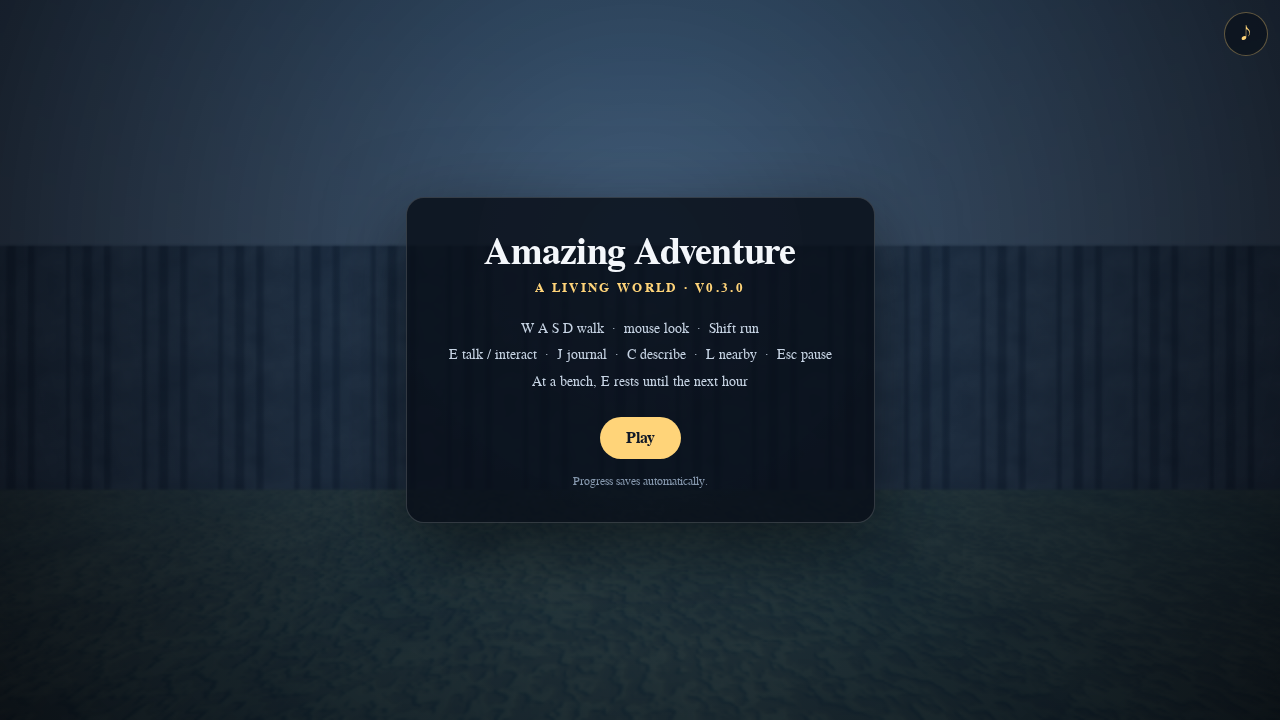 ♪
Amazing Adventure
A LIVING WORLD · V0.3.0
W A S D walk · mouse look · Shift run
E talk / interact · J journal · C describe · L nearby · Esc pause
At a bench, E rests until the next hour
Play
Progress saves automatically.